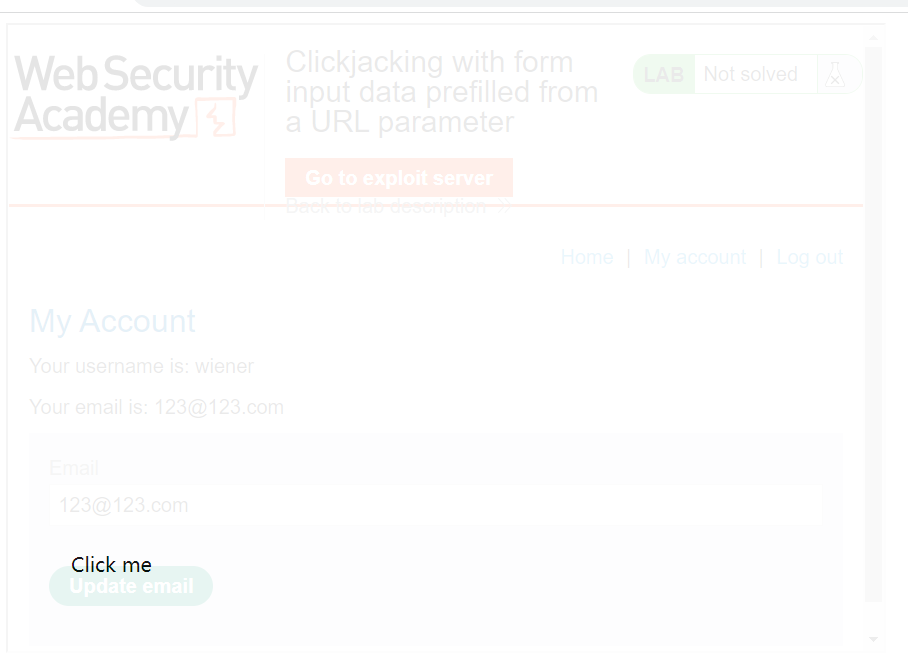 Web Security
Academy
Clickjacking with form
input data prefilled from
a URL parameter
LAB Not solved
Go to exploit server
Back to lab description »
Home | My account | Log out
My Account
Your username is: wiener
Your email is: 123@123.com
Email
123@123.com
Click me
Update email